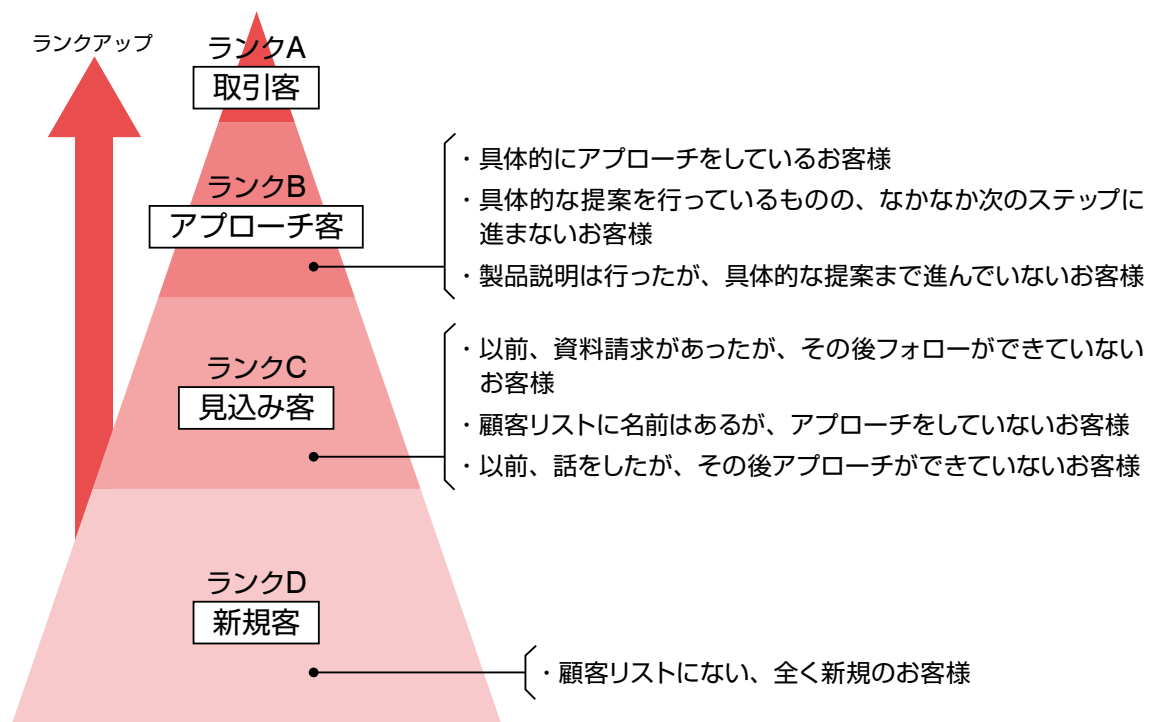 ランクアップ
ランクA
取引客
ランクB
アプローチ客
・具体的にアプローチをしているお客様
・具体的な提案を行っているものの、なかなか次のステップに
進まないお客様
・製品説明は行ったが、具体的な提案まで進んでいないお客様
ランクC
見込み客
・以前、資料請求があったが、その後フォローができていない
お客様
・顧客リストに名前はあるが、アプローチをしていないお客様
・以前、話をしたが、その後アプローチができていないお客様
ランクD
新規客
・顧客リストにない、全く新規のお客様